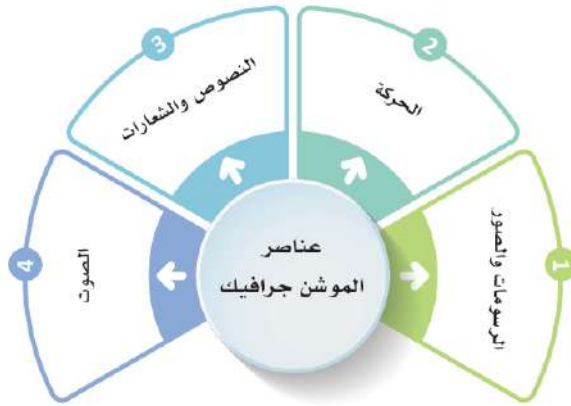 عناصر
الموشن جرافيك
1
الرسومات والصور
2
الحركة
3
النصوص والشعارات
4
الصوت